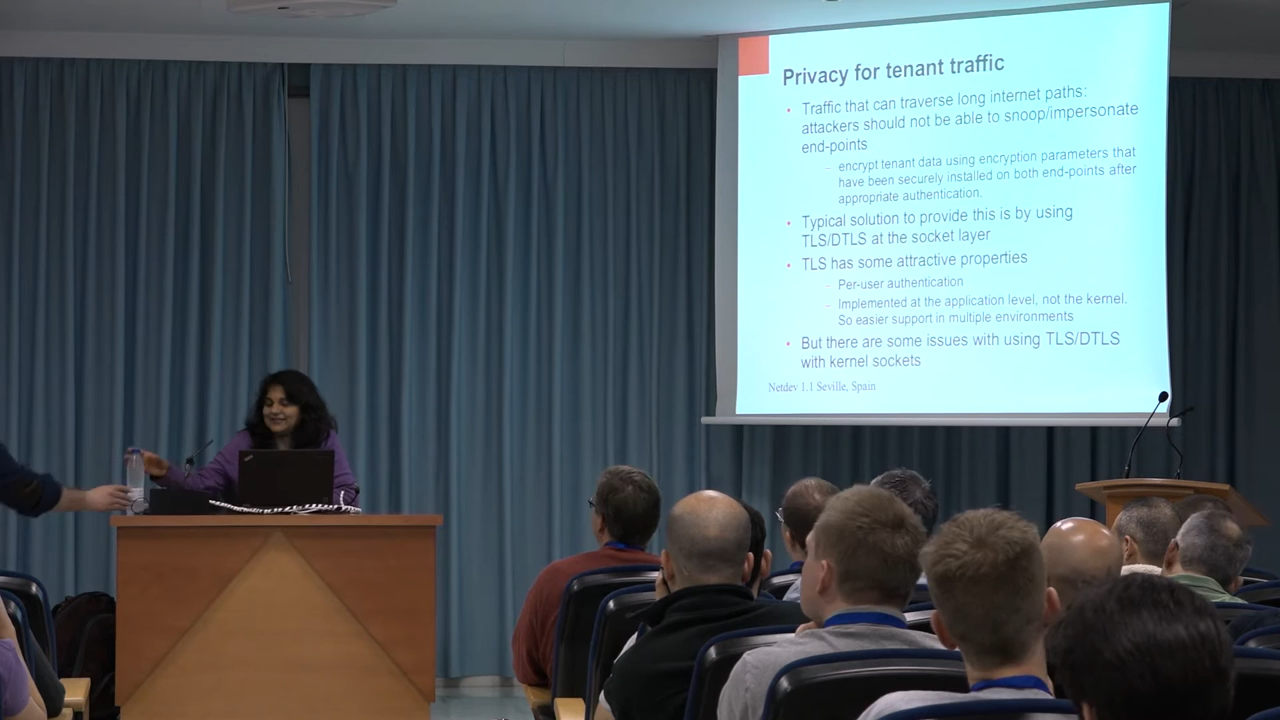 Privacy for tenant traffic
• Traffic that can traverse long internet paths:
attackers should not be able to snoop/impersonate
end-points
– encrypt tenant data using encryption parameters that
have been securely installed on both end-points after
appropriate authentication.
• Typical solution to provide this is by using
TLS/DTLS at the socket layer
• TLS has some attractive properties
– Per-user authentication
– Implemented at the application level, not the kernel.
So easier support in multiple environments
• But there are some issues with using TLS/DTLS
with kernel sockets
Netdev 1.1 Seville, Spain